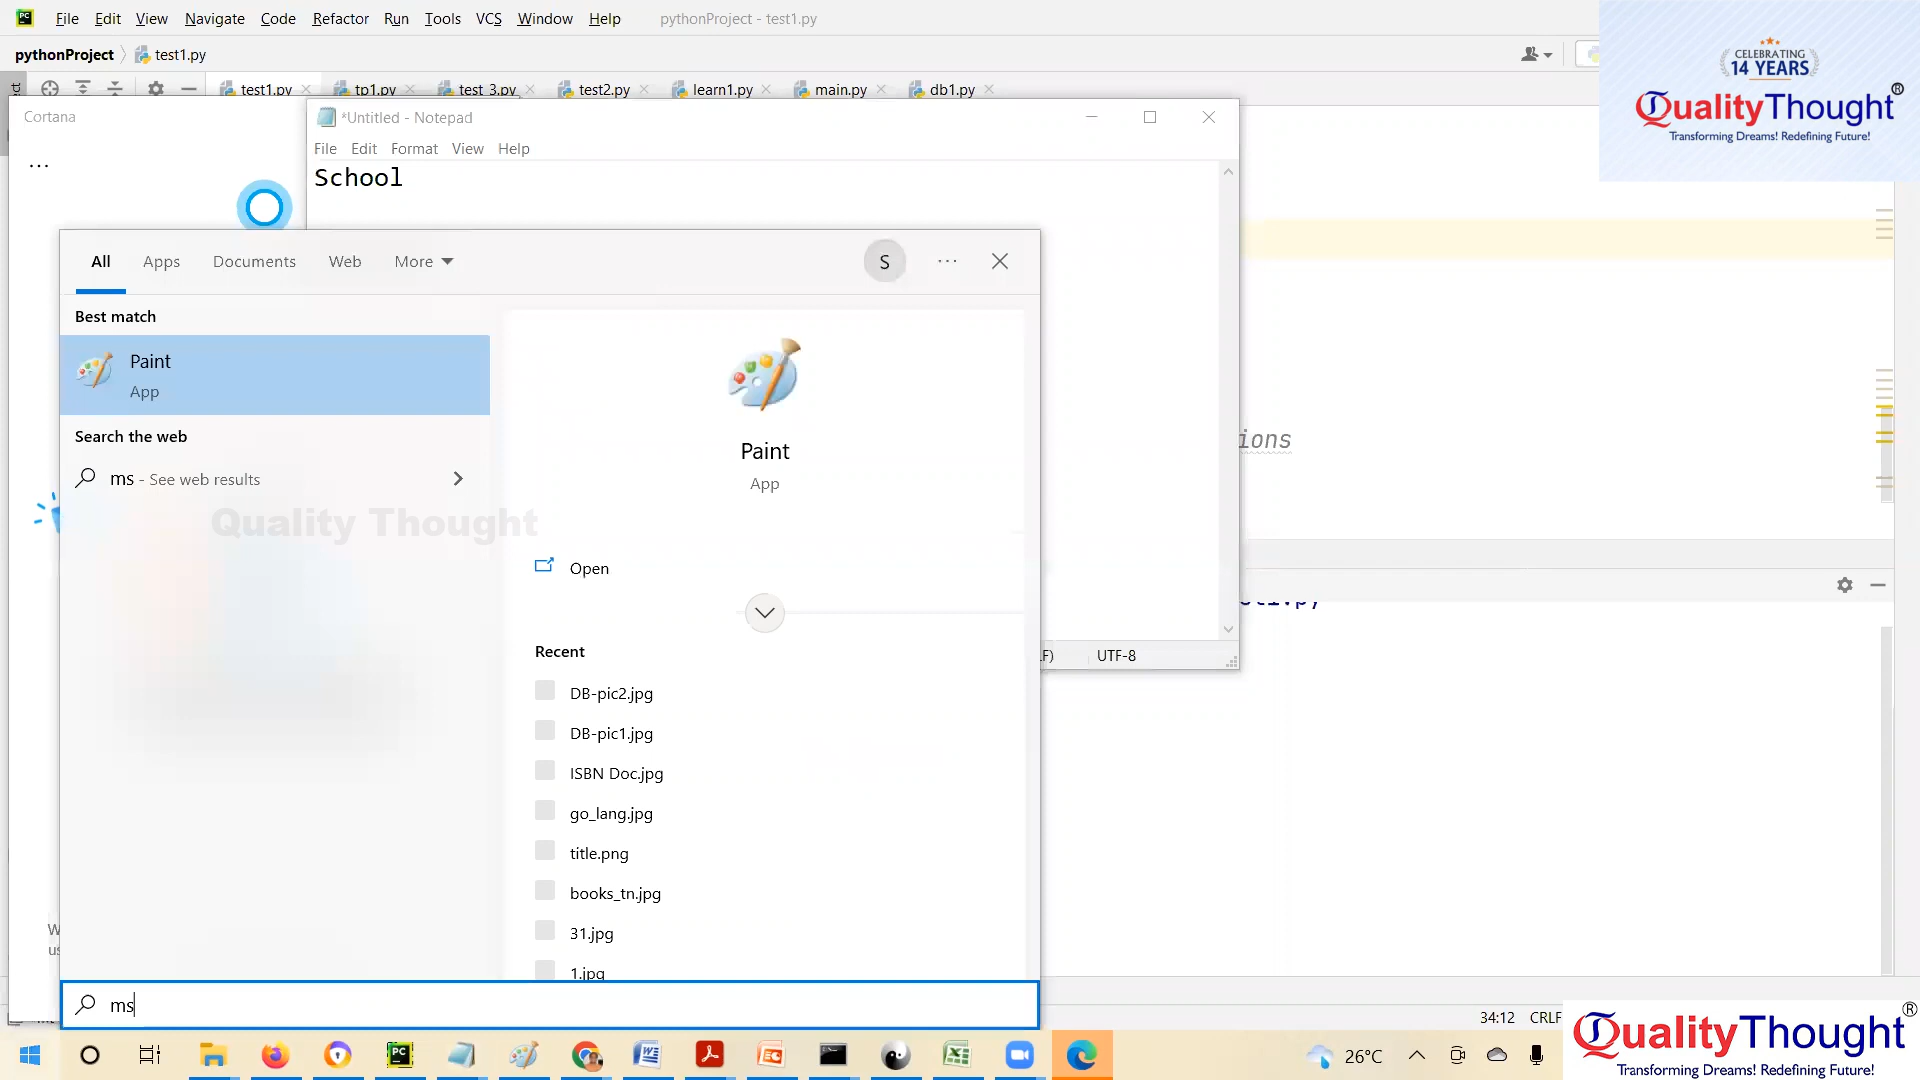 File Edit View Navigate Code Refactor Run Tools VCS Window Help pythonProject - test1.py
pythonProject test1.py
test1.py tp1.py test_3.py test2.py learn1.py main.py db1.py
CELEBRATING
14 YEARS
QualityThought®
Transforming Dreams! Redefining Future!
Cortana
...
*Untitled - Notepad
File Edit Format View Help
School
All Apps Documents Web More S ...
Best match
Paint
App
Search the web
ms - See web results
Quality Thought
Paint
App
Open
Recent
DB-pic2.jpg
DB-pic1.jpg
ISBN Doc.jpg
go_lang.jpg
title.png
books_tn.jpg
31.jpg
1.jpg
ms
ions
UTF-8
34:12 CRLF
26°C
QualityThought®
Transforming Dreams! Redefining Future!